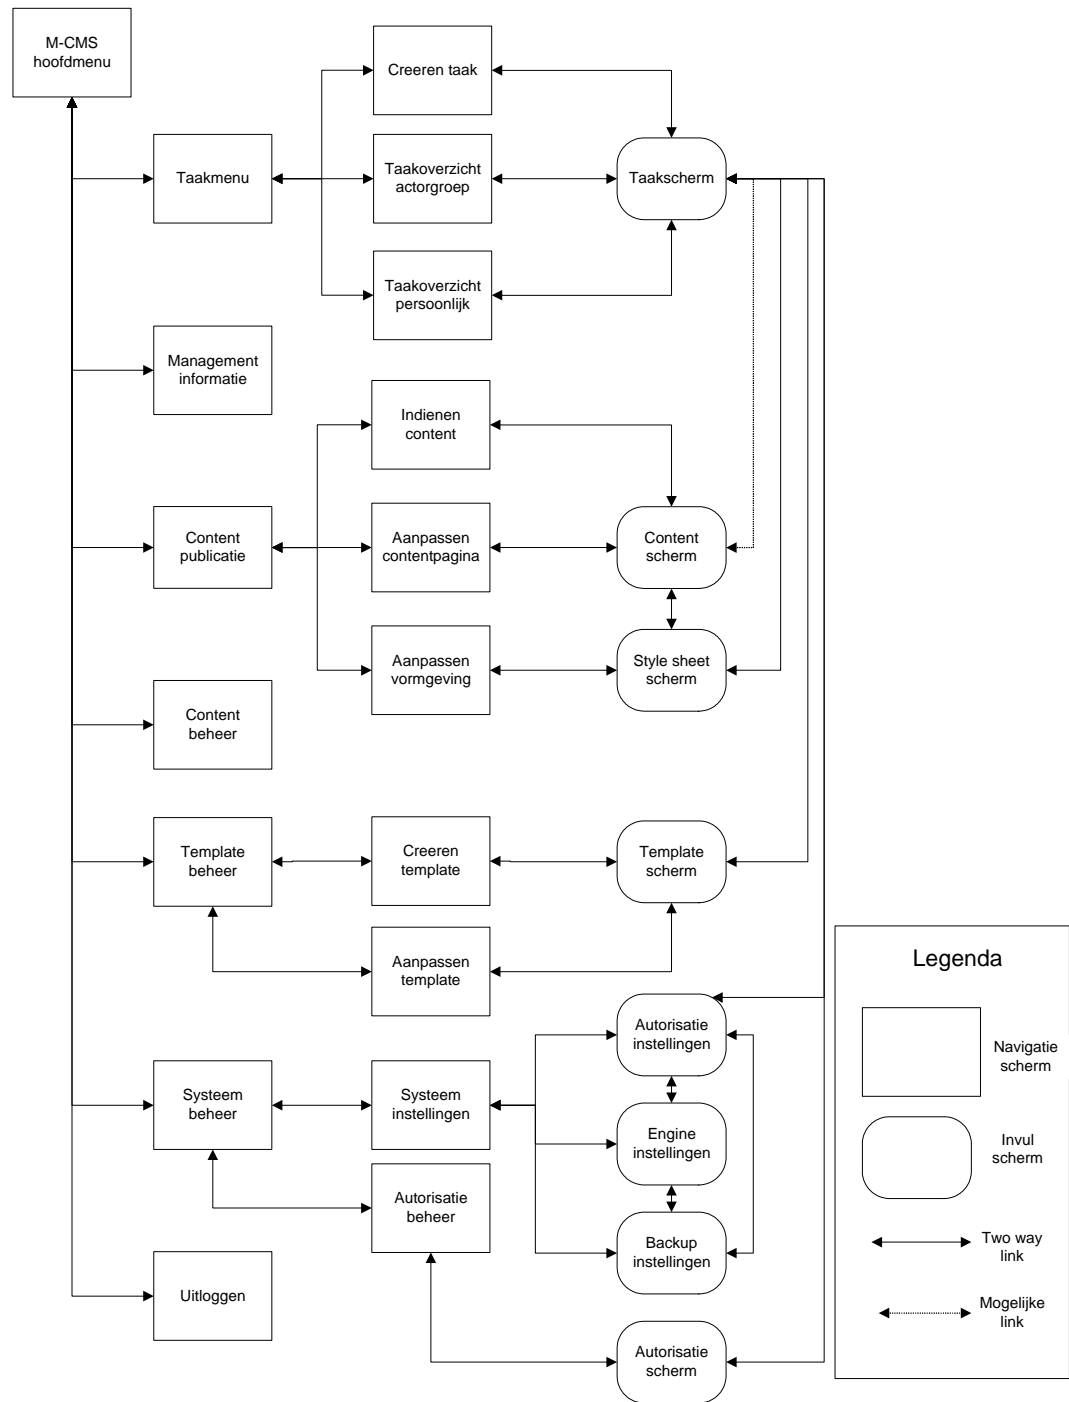 M-CMS
hoofdmenu
Creeren taak
Taakmenu
Taakoverzicht
actorgroep
Taakscherm
Taakoverzicht
persoonlijk
Management
informatie
Indienen
content
Content
publicatie
Aanpassen
contentpagina
Content
scherm
Aanpassen
vormgeving
Style sheet
scherm
Content
beheer
Template
beheer
Creeren
template
Template
scherm
Aanpassen
template
Autorisatie
instellingen
Systeem
beheer
Systeem
instellingen
Engine
instellingen
Autorisatie
beheer
Backup
instellingen
Uitloggen
Autorisatie
scherm
Legenda
Navigatie
scherm
Invul
scherm
Two way
link
Mogelijke
link